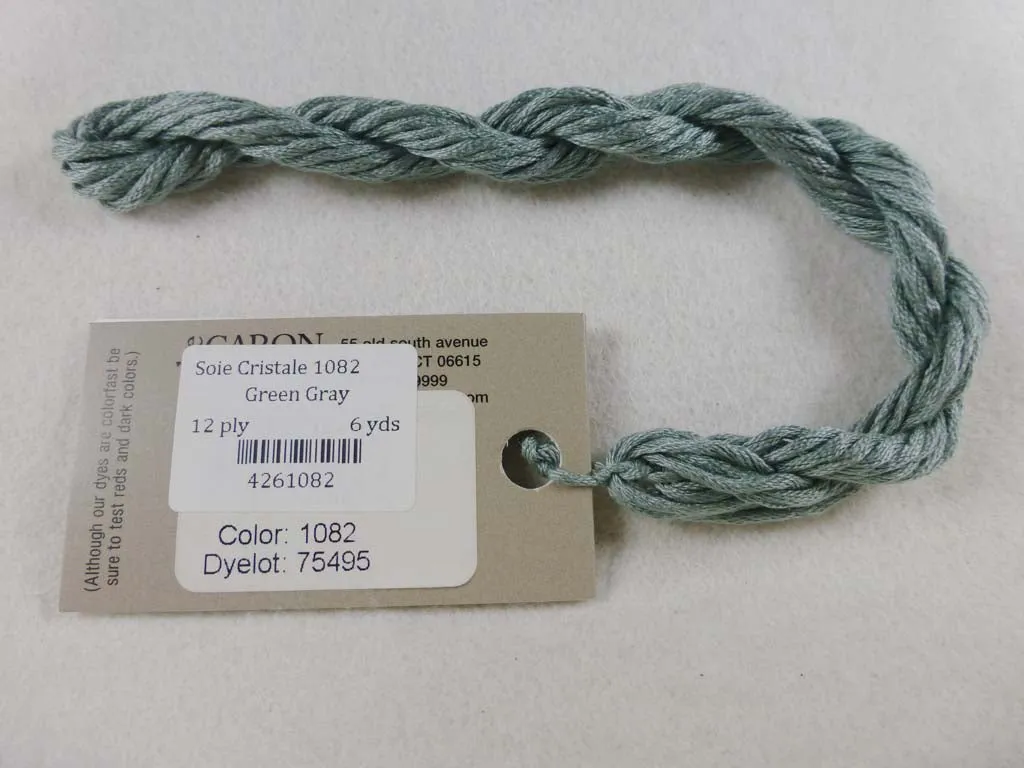 CARON
55 old south avenue
CT 06615
9999
om
Soie Cristale 1082
Green Gray
12 ply 6 yds
4261082
Color: 1082
Dyelot: 75495
(Although our dyes are colorfast be
sure to test reds and dark colors.)